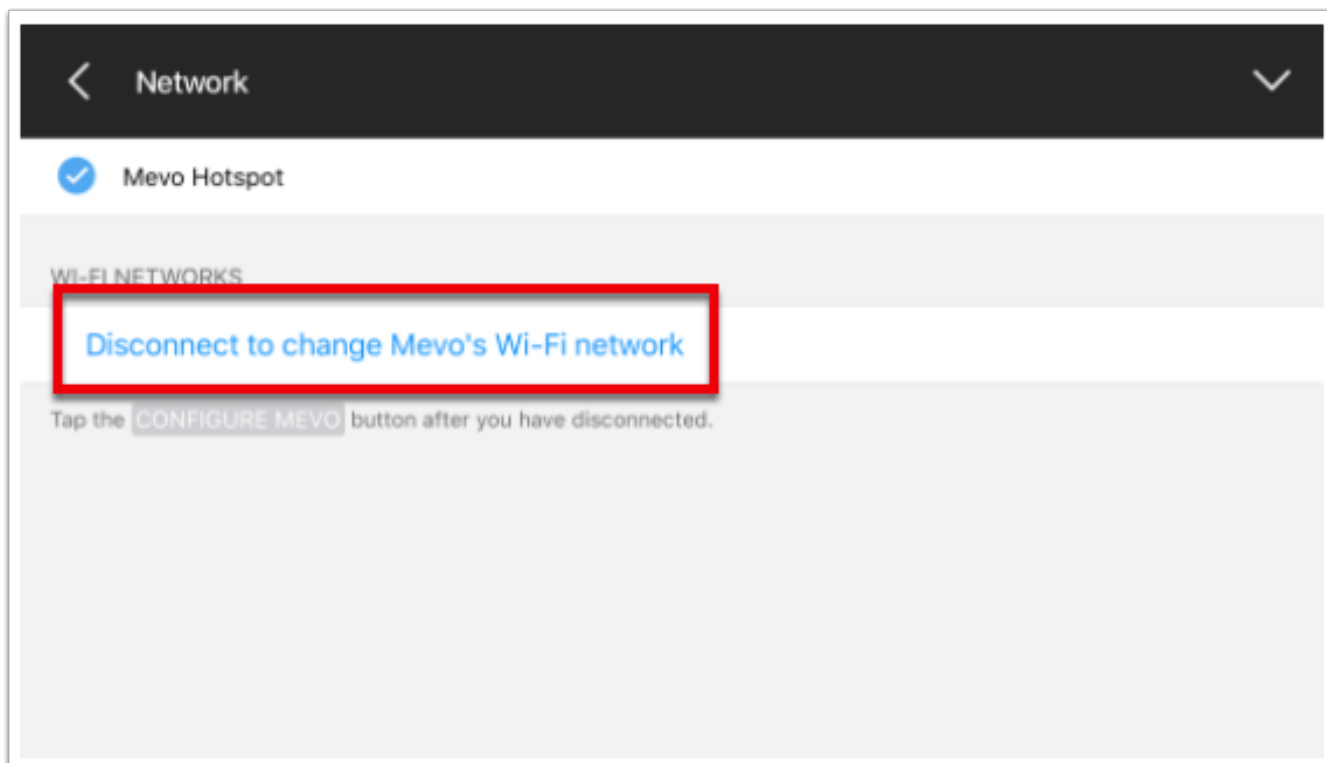 Network
Mevo Hotspot
WI-FI NETWORKS
Disconnect to change Mevo's Wi-Fi network
Tap the CONFIGURE MEVO button after you have disconnected.